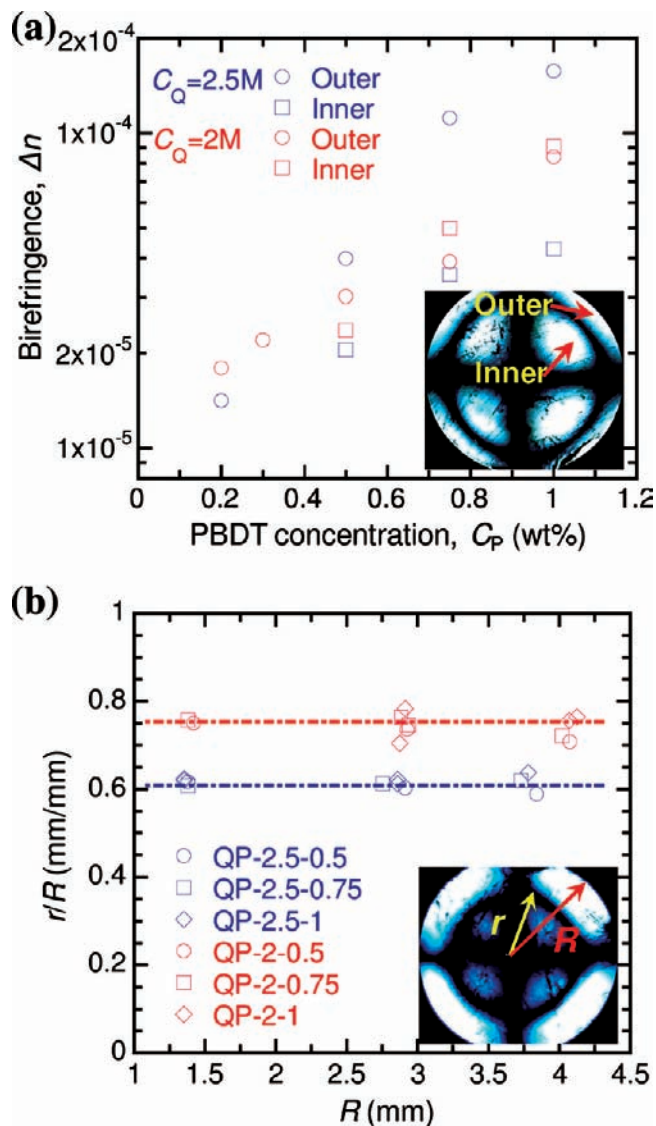 (a)
2x10⁻⁴
C_Q=2.5M ○ Outer
□ Inner
1x10⁻⁴
C_Q=2M ○ Outer
□ Inner
Birefringence, Δn
Outer
2x10⁻⁵
Inner
1x10⁻⁵
0 0.2 0.4 0.6 0.8 1 1.2
PBDT concentration, C_P (wt%)
(b)
1
0.8
0.6
r/R (mm/mm)
QP-2.5-0.5
QP-2.5-0.75
0.4
QP-2.5-1
QP-2-0.5
r
R
0.2
QP-2-0.75
QP-2-1
0
1 1.5 2 2.5 3 3.5 4 4.5
R (mm)